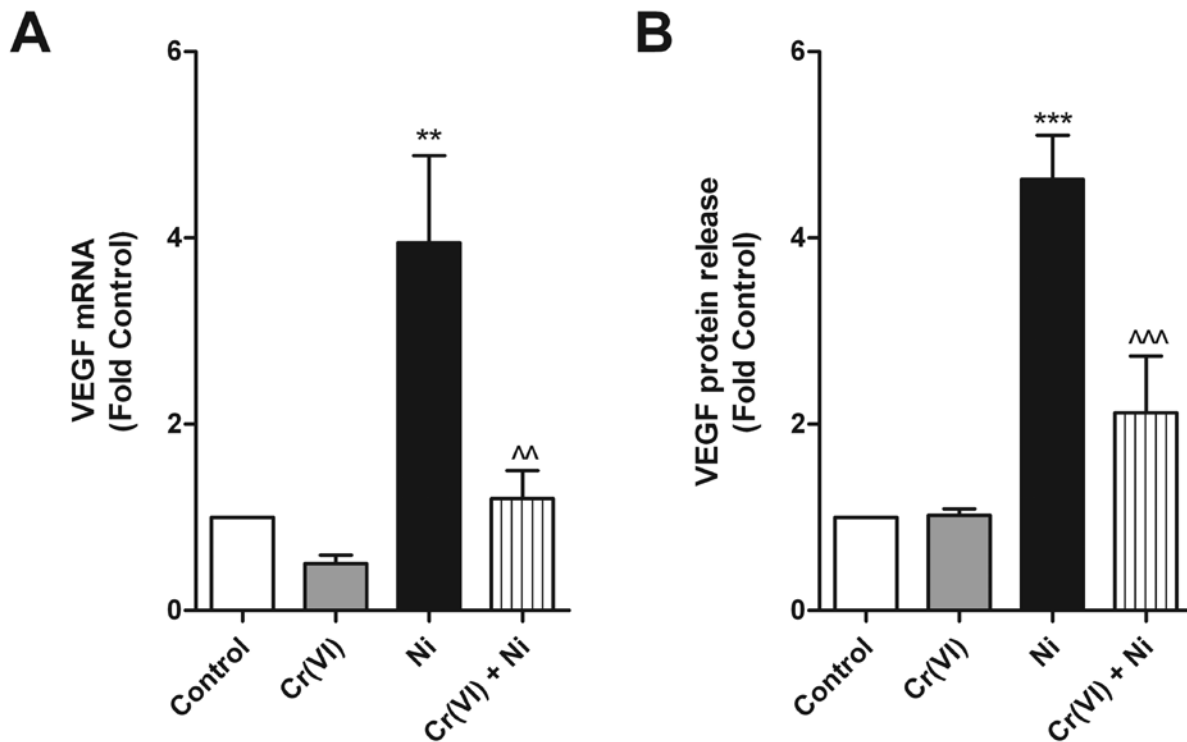 A
VEGF mRNA
(Fold Control)
6
4
2
0
**
^^
Control
Cr(VI)
Ni
Cr(VI) + Ni
B
VEGF protein release
(Fold Control)
6
4
2
0
***
^^^
Control
Cr(VI)
Ni
Cr(VI) + Ni